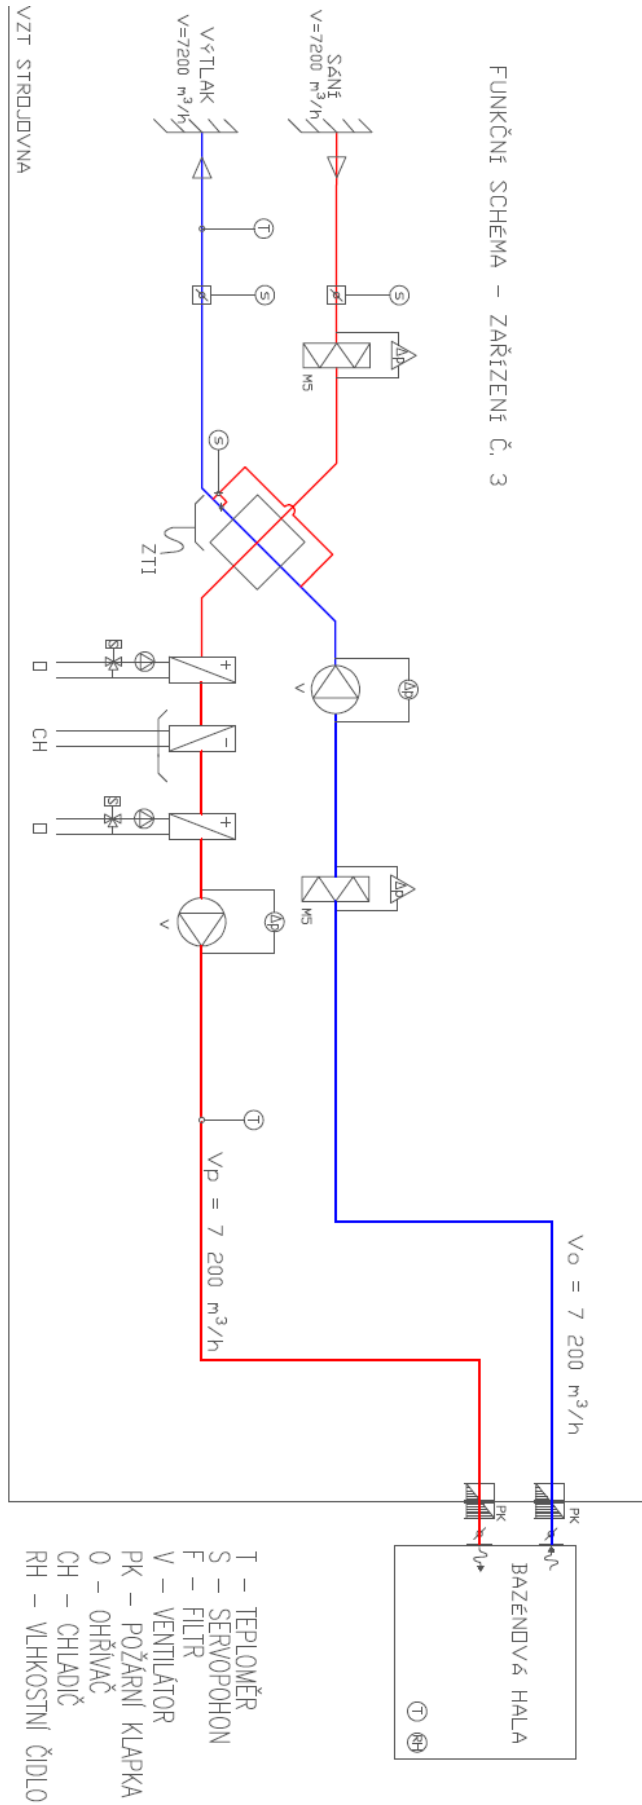 FUNKČNÍ SCHÉMA - ZAŘÍZENÍ Č. 3
SÁNÍ
V=7200 m³/h
VÝTLAK
V=7200 m³/h
T
S
S
Δp
M5
S
ZTI
S
O
CH
S
O
+
-
+
V
Δp
Δp
M5
V
Δp
T
Vp = 7 200 m³/h
Vo = 7 200 m³/h
PK
PK
BAZÉNOVÁ HALA
T
RH
VZT STROJOVNA
T - TEPLOMĚR
S - SERVOPOHON
F - FILTR
V - VENTILÁTOR
PK - POŽÁRNÍ KLAPKA
O - OHŘÍVAČ
CH - CHLADIČ
RH - VLHKOSTNÍ ČIDLO